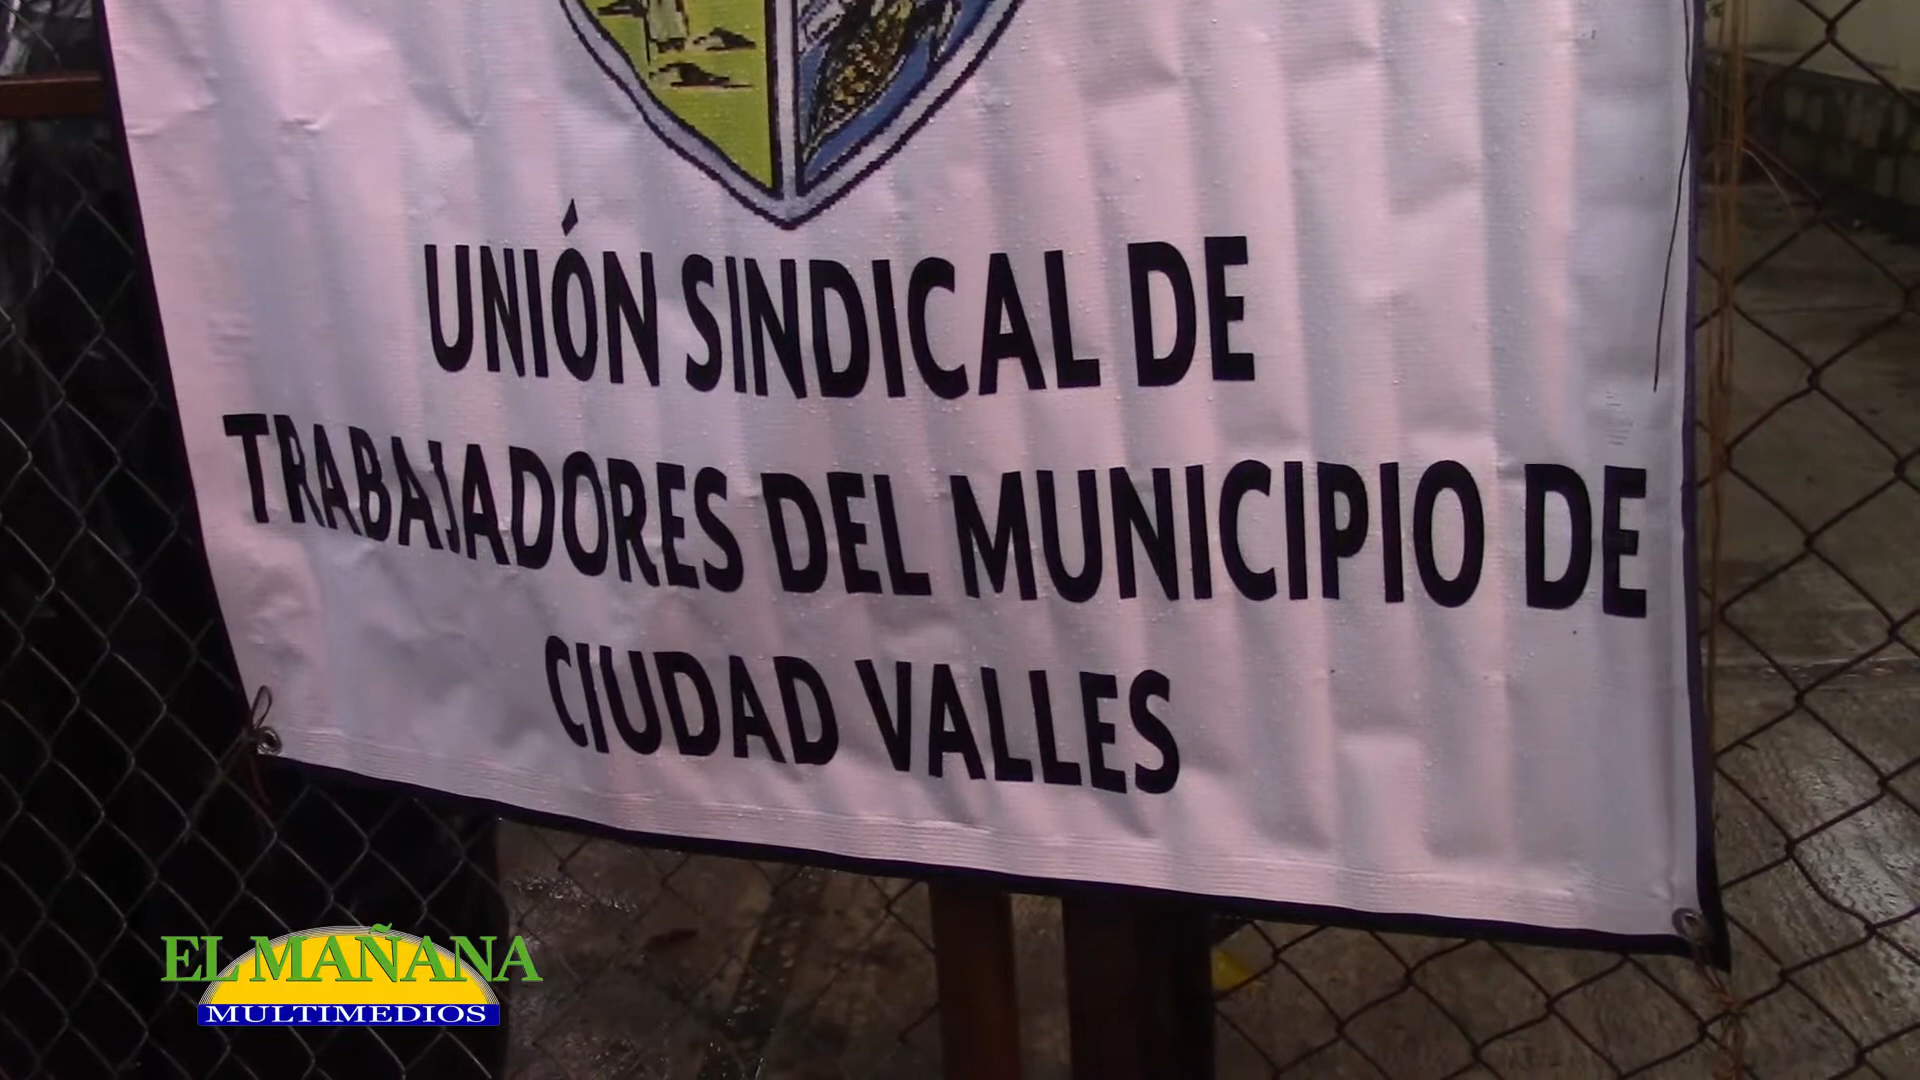 UNIÓN SINDICAL DE
TRABAJADORES DEL MUNICIPIO DE
CIUDAD VALLES
EL MAÑANA
MULTIMEDIOS